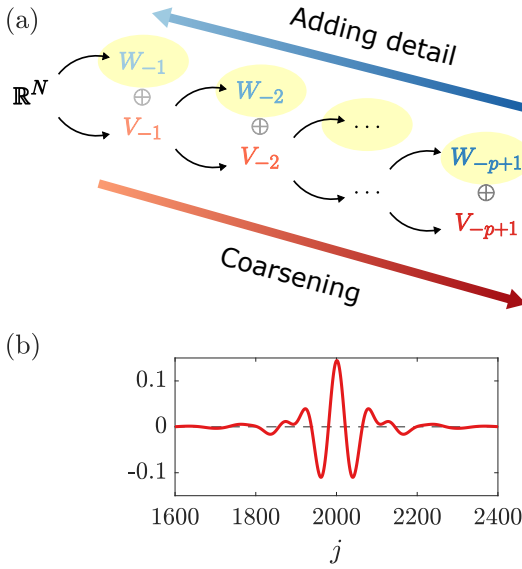 (a)
Adding detail
ℝ^N
W_{−1}
⊕
V_{−1}
W_{−2}
⊕
V_{−2}
...
...
W_{−p+1}
⊕
V_{−p+1}
Coarsening
(b)
0.1
0
-0.1
1600 1800 2000 2200 2400
j